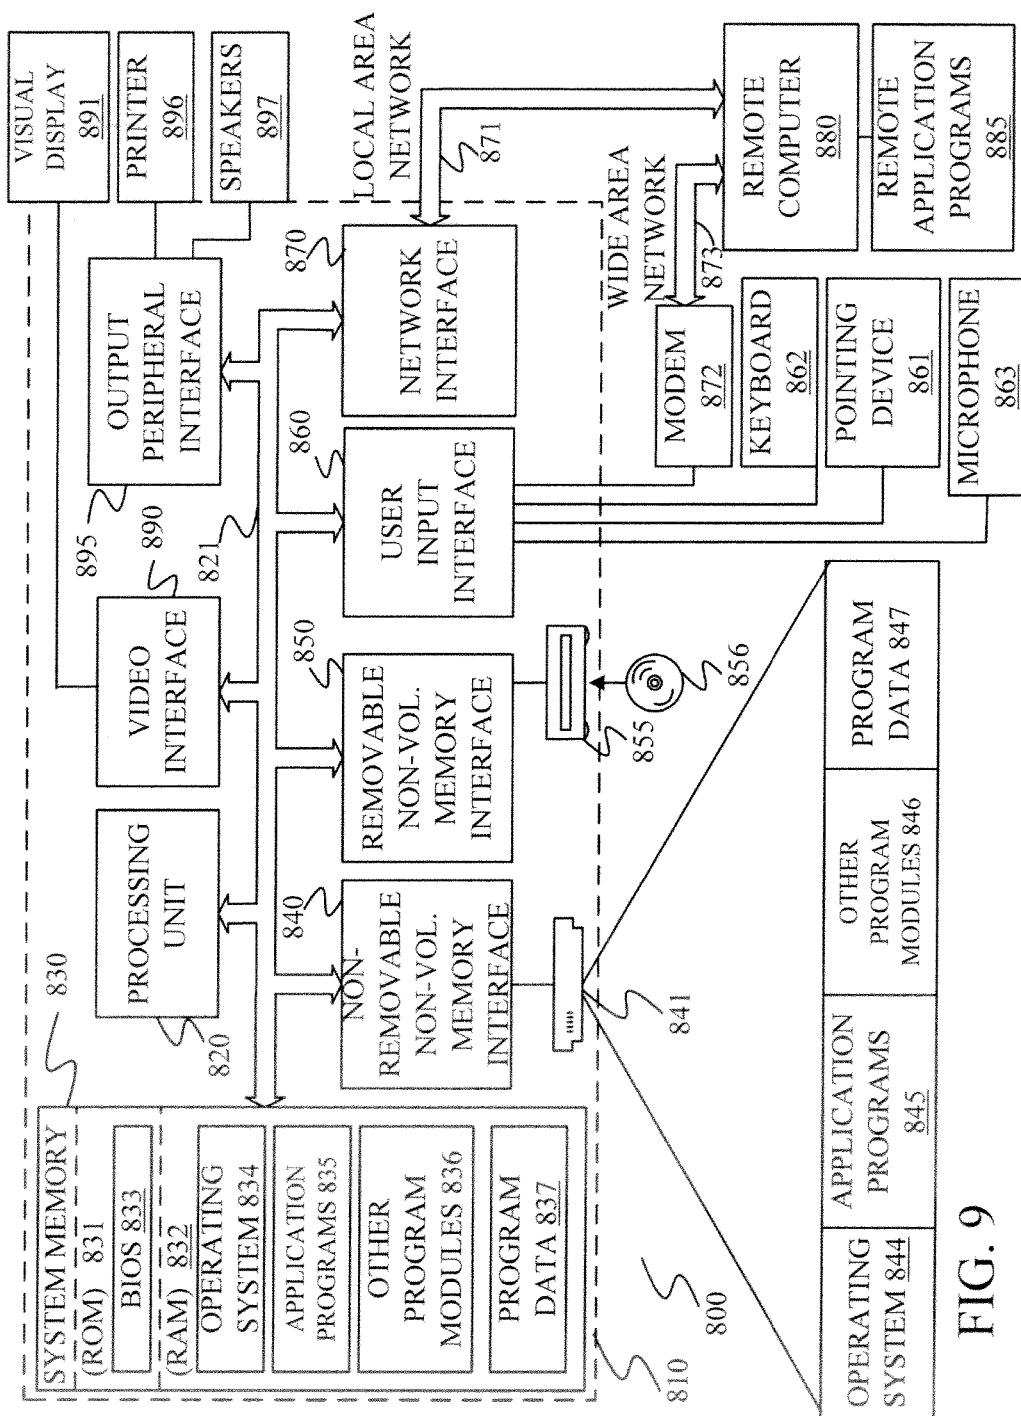 SYSTEM MEMORY
(ROM) 831
BIOS 833
(RAM) 832
OPERATING
SYSTEM 834
APPLICATION
PROGRAMS 835
OTHER
PROGRAM
MODULES 836
PROGRAM
DATA 837
830
820
PROCESSING
UNIT
VIDEO
INTERFACE
890
821
895
OUTPUT
PERIPHERAL
INTERFACE
VISUAL
DISPLAY
891
PRINTER
896
SPEAKERS
897
840
NON-
REMOVABLE
NON-VOL.
MEMORY
INTERFACE
850
REMOVABLE
NON-VOL.
MEMORY
INTERFACE
860
USER
INPUT
INTERFACE
870
NETWORK
INTERFACE
LOCAL AREA
NETWORK
871
841
855
856
WIDE AREA
NETWORK
873
MODEM
872
KEYBOARD
862
POINTING
DEVICE
861
MICROPHONE
863
REMOTE
COMPUTER
880
REMOTE
APPLICATION
PROGRAMS
885
810
800
OPERATING
SYSTEM 844
APPLICATION
PROGRAMS
845
OTHER
PROGRAM
MODULES 846
PROGRAM
DATA 847
FIG. 9